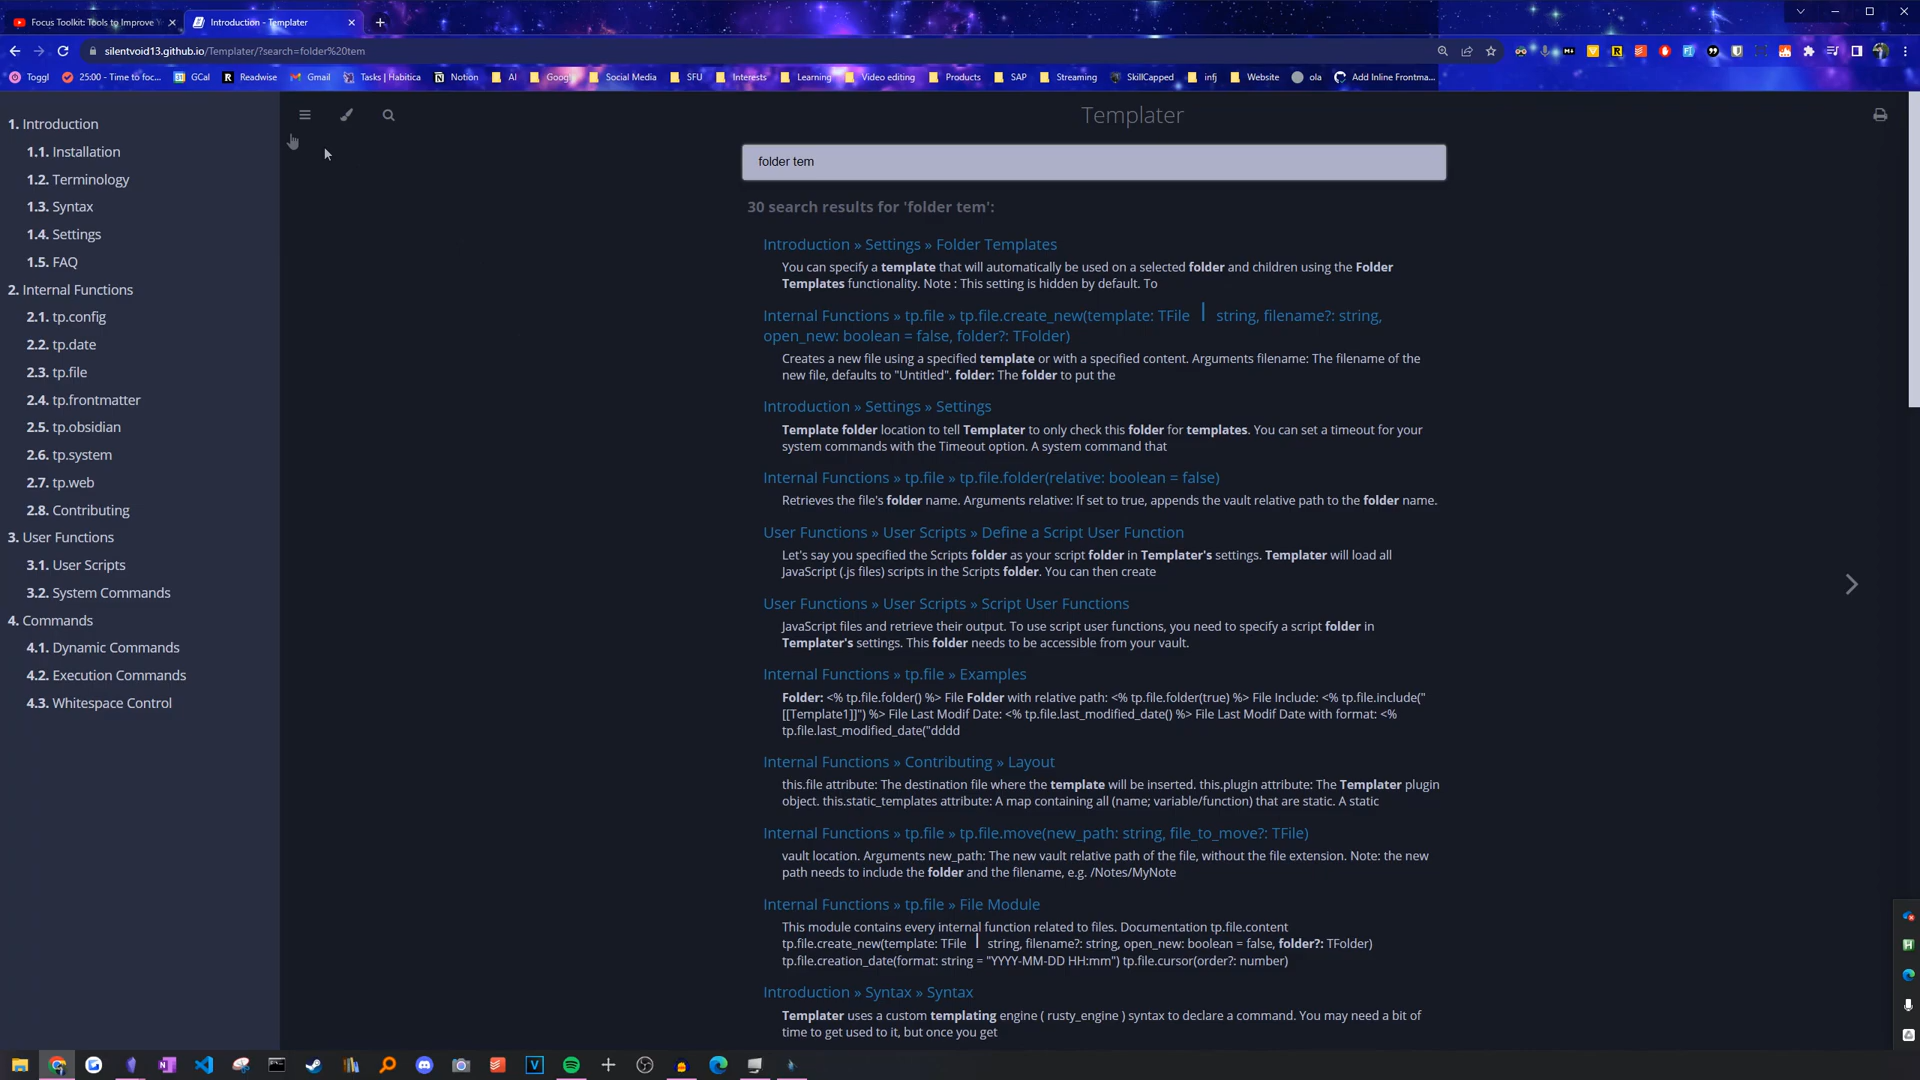 Focus Toolkit: Tools to Improve Y
Introduction - Templater
silentvoid13.github.io/Templater/?search=folder%20tem
Toggl
25:00 - Time to foc...
GCal
Readwise
Gmail
Tasks | Habitica
Notion
AI
Google
Social Media
SFU
Interests
Learning
Video editing
Products
SAP
Streaming
SkillCapped
infj
Website
ola
Add Inline Frontma...
1. Introduction
1.1. Installation
1.2. Terminology
1.3. Syntax
1.4. Settings
1.5. FAQ
2. Internal Functions
2.1. tp.config
2.2. tp.date
2.3. tp.file
2.4. tp.frontmatter
2.5. tp.obsidian
2.6. tp.system
2.7. tp.web
2.8. Contributing
3. User Functions
3.1. User Scripts
3.2. System Commands
4. Commands
4.1. Dynamic Commands
4.2. Execution Commands
4.3. Whitespace Control
Templater
folder tem
30 search results for 'folder tem':
Introduction » Settings » Folder Templates
You can specify a template that will automatically be used on a selected folder and children using the Folder
Templates functionality. Note : This setting is hidden by default. To
Internal Functions » tp.file » tp.file.create_new(template: TFile | string, filename?: string,
open_new: boolean = false, folder?: TFolder)
Creates a new file using a specified template or with a specified content. Arguments filename: The filename of the
new file, defaults to "Untitled". folder: The folder to put the
Introduction » Settings » Settings
Template folder location to tell Templater to only check this folder for templates. You can set a timeout for your
system commands with the Timeout option. A system command that
Internal Functions » tp.file » tp.file.folder(relative: boolean = false)
Retrieves the file's folder name. Arguments relative: If set to true, appends the vault relative path to the folder name.
User Functions » User Scripts » Define a Script User Function
Let's say you specified the Scripts folder as your script folder in Templater's settings. Templater will load all
JavaScript (.js files) scripts in the Scripts folder. You can then create
User Functions » User Scripts » Script User Functions
JavaScript files and retrieve their output. To use script user functions, you need to specify a script folder in
Templater's settings. This folder needs to be accessible from your vault.
Internal Functions » tp.file » Examples
Folder: <% tp.file.folder() %> File Folder with relative path: <% tp.file.folder(true) %> File Include: <% tp.file.include("
[[Template1]]") %> File Last Modif Date: <% tp.file.last_modified_date() %> File Last Modif Date with format: <%
tp.file.last_modified_date("dddd
Internal Functions » Contributing » Layout
this.file attribute: The destination file where the template will be inserted. this.plugin attribute: The Templater plugin
object. this.static_templates attribute: A map containing all (name; variable/function) that are static. A static
Internal Functions » tp.file » tp.file.move(new_path: string, file_to_move?: TFile)
vault location. Arguments new_path: The new vault relative path of the file, without the file extension. Note: the new
path needs to include the folder and the filename, e.g. /Notes/MyNote
Internal Functions » tp.file » File Module
This module contains every internal function related to files. Documentation tp.file.content
tp.file.create_new(template: TFile | string, filename?: string, open_new: boolean = false, folder?: TFolder)
tp.file.creation_date(format: string = "YYYY-MM-DD HH:mm") tp.file.cursor(order?: number)
Introduction » Syntax » Syntax
Templater uses a custom templating engine ( rusty_engine ) syntax to declare a command. You may need a bit of
time to get used to it, but once you get